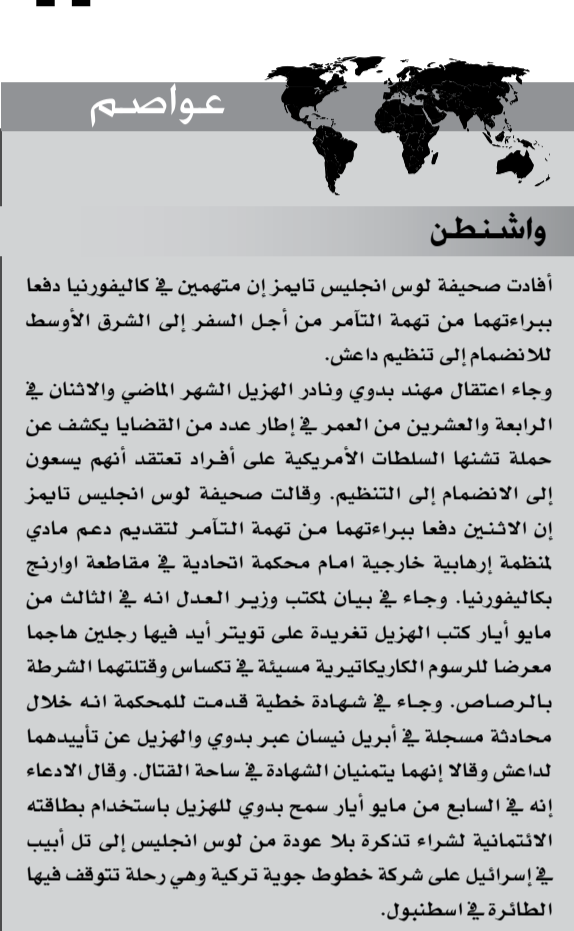 عواصم
واشنطن
أفادت صحيفة لوس انجليس تايمز إن متهمين في كاليفورنيا دفعا
ببراءتهما من تهمة التآمر من أجل السفر إلى الشرق الأوسط
للانضمام إلى تنظيم داعش.
وجاء اعتقال مهند بدوي ونادر الهزيل الشهر الماضي والاثنان في
الرابعة والعشرين من العمر في إطار عدد من القضايا يكشف عن
حملة تشنها السلطات الأمريكية على أفراد تعتقد أنهم يسعون
إلى الانضمام إلى التنظيم. وقالت صحيفة لوس انجليس تايمز
إن الاثنين دفعا ببراءتهما من تهمة التآمر لتقديم دعم مادي
لمنظمة إرهابية خارجية امام محكمة اتحادية في مقاطعة اوارنج
بكاليفورنيا. وجاء في بيان لمكتب وزير العدل انه في الثالث من
مايو أيار كتب الهزيل تغريدة على تويتر أيد فيها رجلين هاجما
معرضا للرسوم الكاريكاتيرية مسيئة في تكساس وقتلتهما الشرطة
بالرصاص. وجاء في شهادة خطية قدمت للمحكمة انه خلال
محادثة مسجلة في أبريل نيسان عبر بدوي والهزيل عن تأييدهما
لداعش وقالا إنهما يتمنيان الشهادة في ساحة القتال. وقال الادعاء
إنه في السابع من مايو أيار سمح بدوي للهزيل باستخدام بطاقته
الائتمانية لشراء تذكرة بلا عودة من لوس انجليس إلى تل أبيب
في إسرائيل على شركة خطوط جوية تركية وهي رحلة تتوقف فيها
الطائرة في اسطنبول.